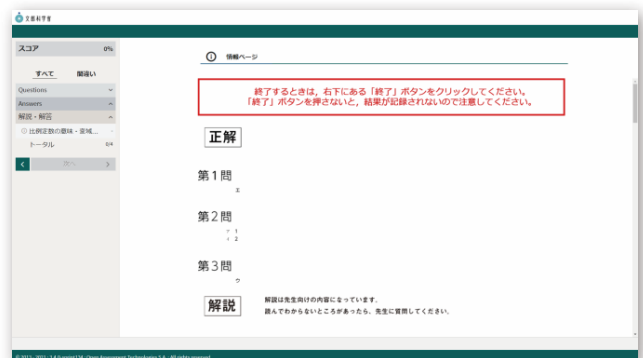 文部科学省
スコア 0%
すべて 間違い
Questions
Answers
解説・解答
比例定数の意味・変域...
トータル 0/4
次へ
情報ページ
終了するときは，右下にある「終了」ボタンをクリックしてください。
「終了」ボタンを押さないと，結果が記録されないので注意してください。
正解
第1問
エ
第2問
ア 1
イ 2
第3問
ウ
解説
解説は先生向けの内容になっています。
読んでわからないところがあったら、先生に質問してください。